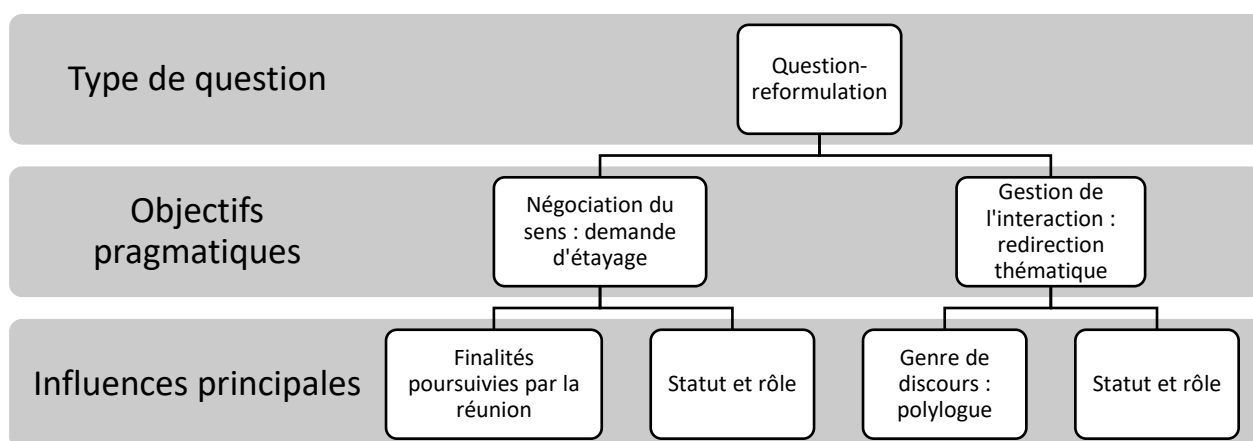 Type de question
Question-
reformulation
Objectifs
pragmatiques
Négociation du
sens : demande
d'étayage
Gestion de
l'interaction :
redirection
thématique
Influences principales
Finalités
poursuivies par la
réunion
Statut et rôle
Genre de
discours :
polylogue
Statut et rôle